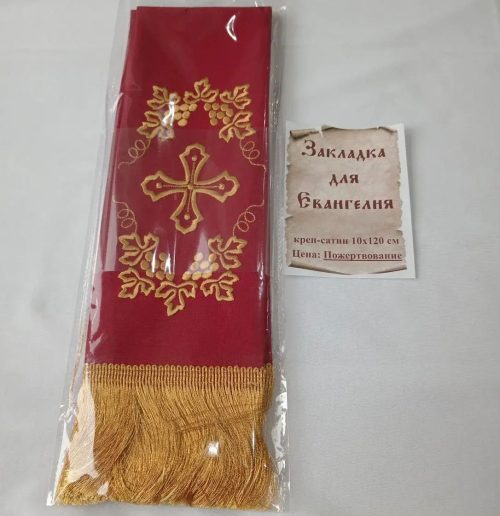 Закладка
для
Евангелия
креп-сатин 10х120 см
Цена: Пожертвование